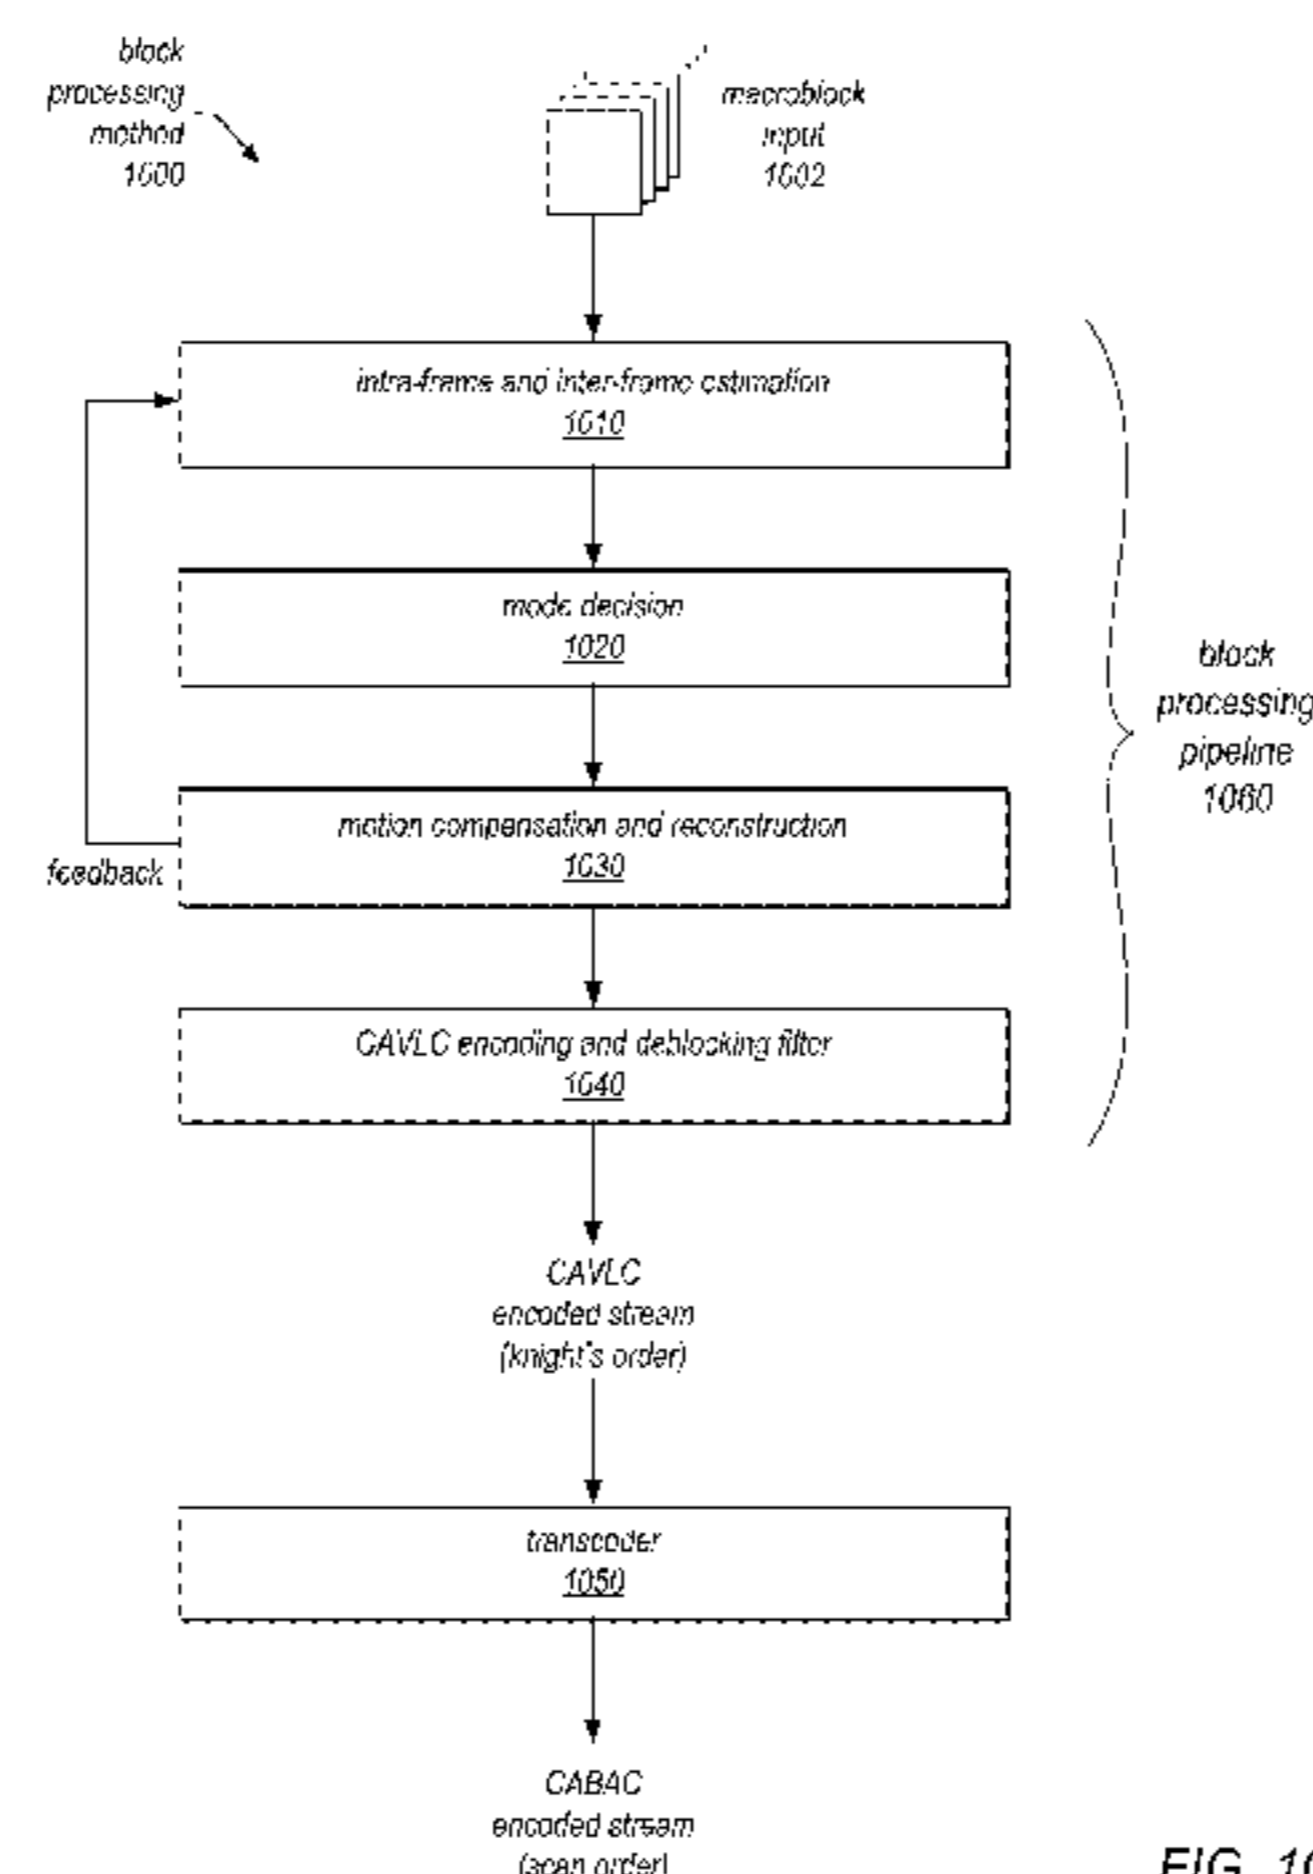 block
processing
method
1000
macroblock
input
1002
intra-frame and inter-frame estimation
1010
mode decision
1020
motion compensation and reconstruction
1030
feedback
CAVLC encoding and deblocking filter
1040
block
processing
pipeline
1060
CAVLC
encoded stream
(knight's order)
transcoder
1050
CABAC
encoded stream
(scan order)
FIG. 10